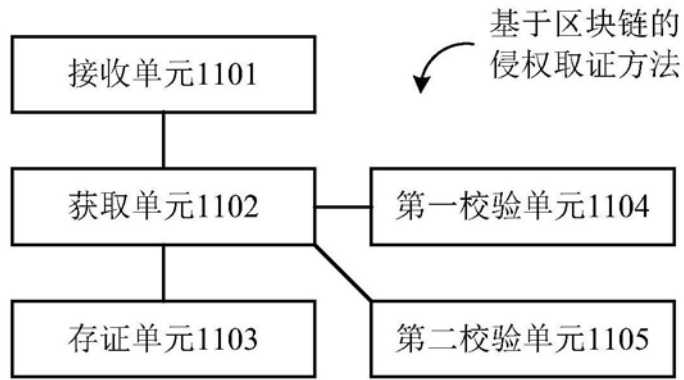 基于区块链的
侵权取证方法
接收单元1101
获取单元1102
第一校验单元1104
存证单元1103
第二校验单元1105